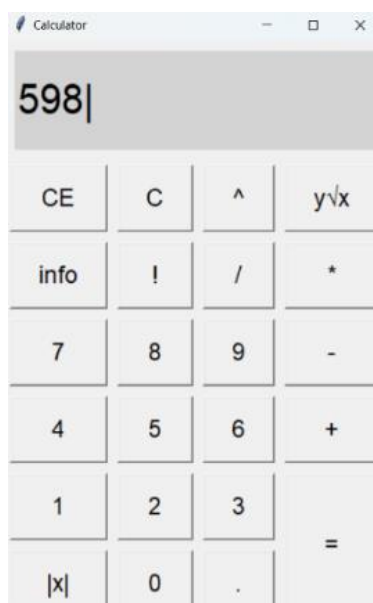 Calculator
598|
CE C ^ y√x
info ! / *
7 8 9 -
4 5 6 +
1 2 3
=
|x| 0 .